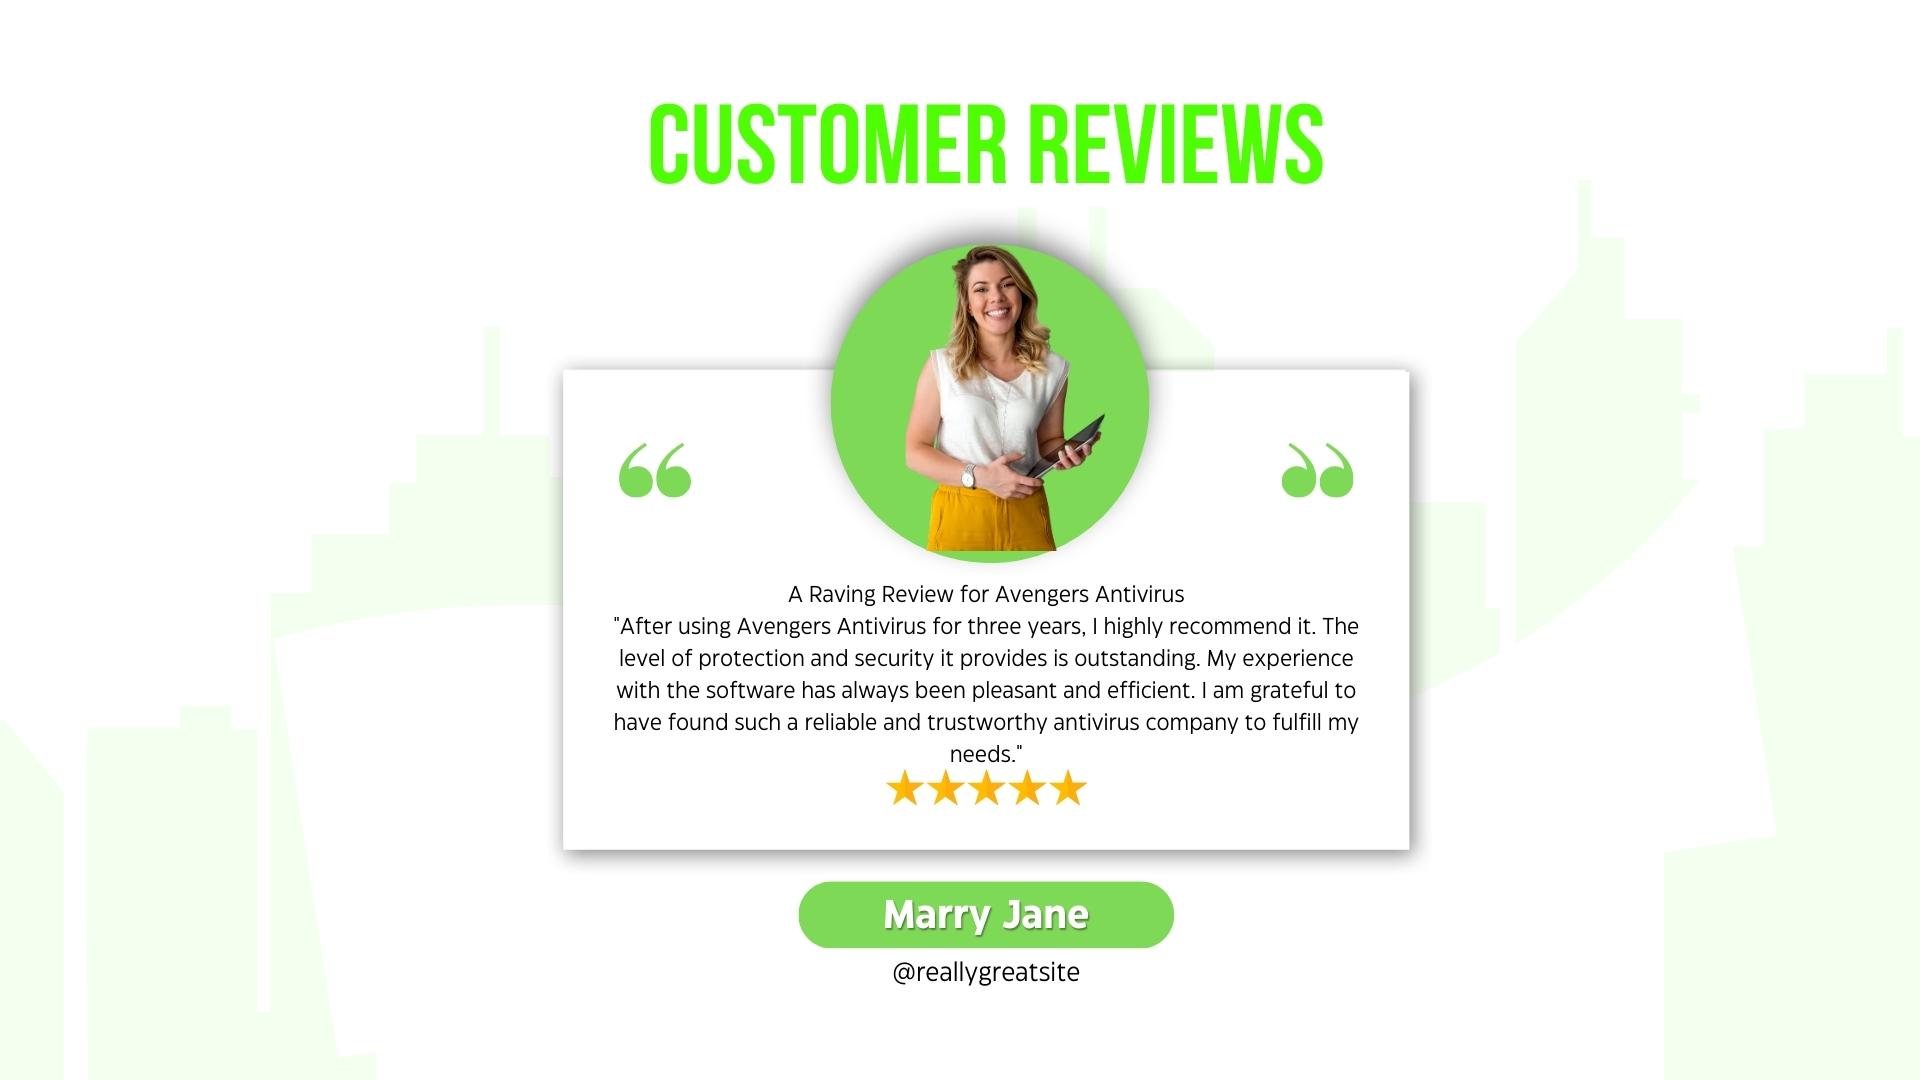 CUSTOMER REVIEWS
A Raving Review for Avengers Antivirus
"After using Avengers Antivirus for three years, I highly recommend it. The
level of protection and security it provides is outstanding. My experience
with the software has always been pleasant and efficient. I am grateful to
have found such a reliable and trustworthy antivirus company to fulfill my
needs."
Marry Jane
@reallygreatsite